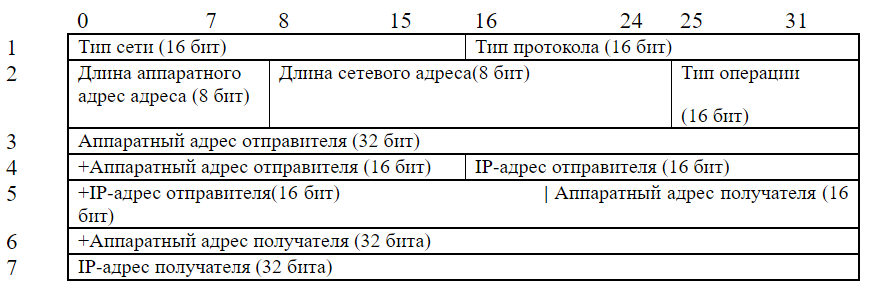 0 7 8 15 16 24 25 31
1 Тип сети (16 бит) Тип протокола (16 бит)
2 Длина аппаратного Длина сетевого адреса(8 бит) Тип операции
адрес адреса (8 бит)
(16 бит)
3 Аппаратный адрес отправителя (32 бит)
4 +Аппаратный адрес отправителя (16 бит) IP-адрес отправителя (16 бит)
5 +IP-адрес отправителя(16 бит) | Аппаратный адрес получателя (16
бит)
6 +Аппаратный адрес получателя (32 бита)
7 IP-адрес получателя (32 бита)